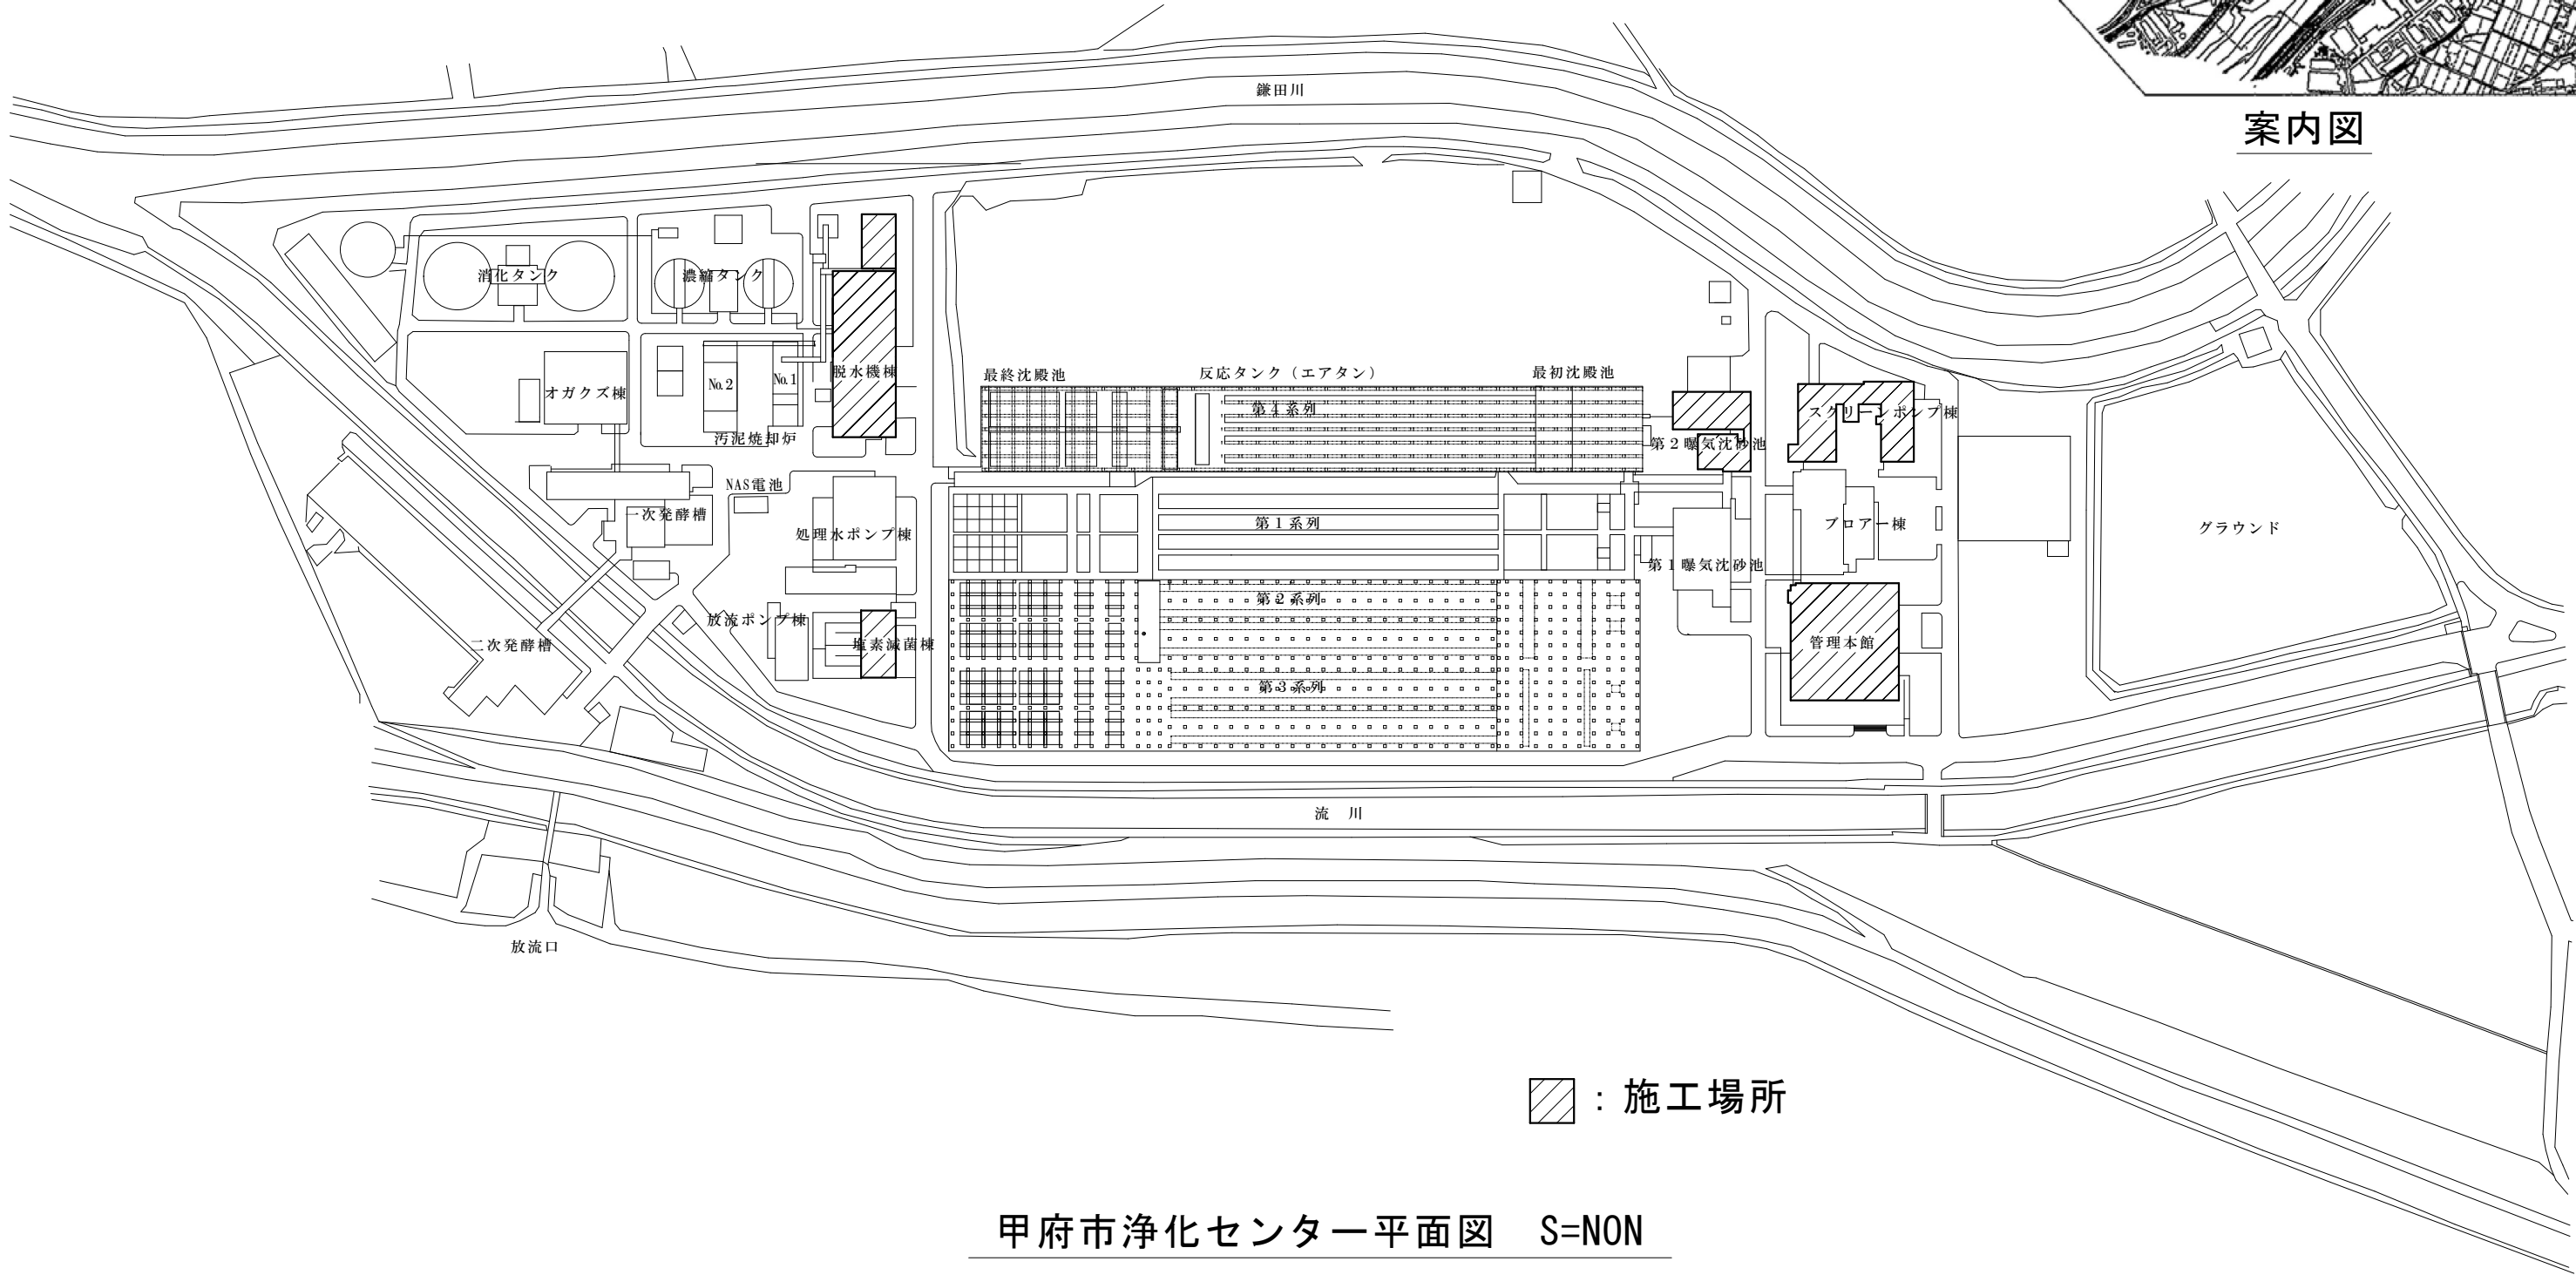 鎌田川
案内図
消化タンク
濃縮タンク
脱水機棟
最終沈殿池
反応タンク（エアタン）
最初沈殿池
オガクズ棟
No.2
No.1
汚泥焼却炉
第４系列
第２曝気沈砂池
スクリーンポンプ棟
NAS電池
一次発酵槽
処理水ポンプ棟
第１系列
ブロアー棟
グラウンド
第１曝気沈砂池
第２系列
放流ポンプ棟
塩素滅菌棟
二次発酵槽
管理本館
第３系列
流　川
放流口
：施工場所
甲府市浄化センター平面図　S=NON